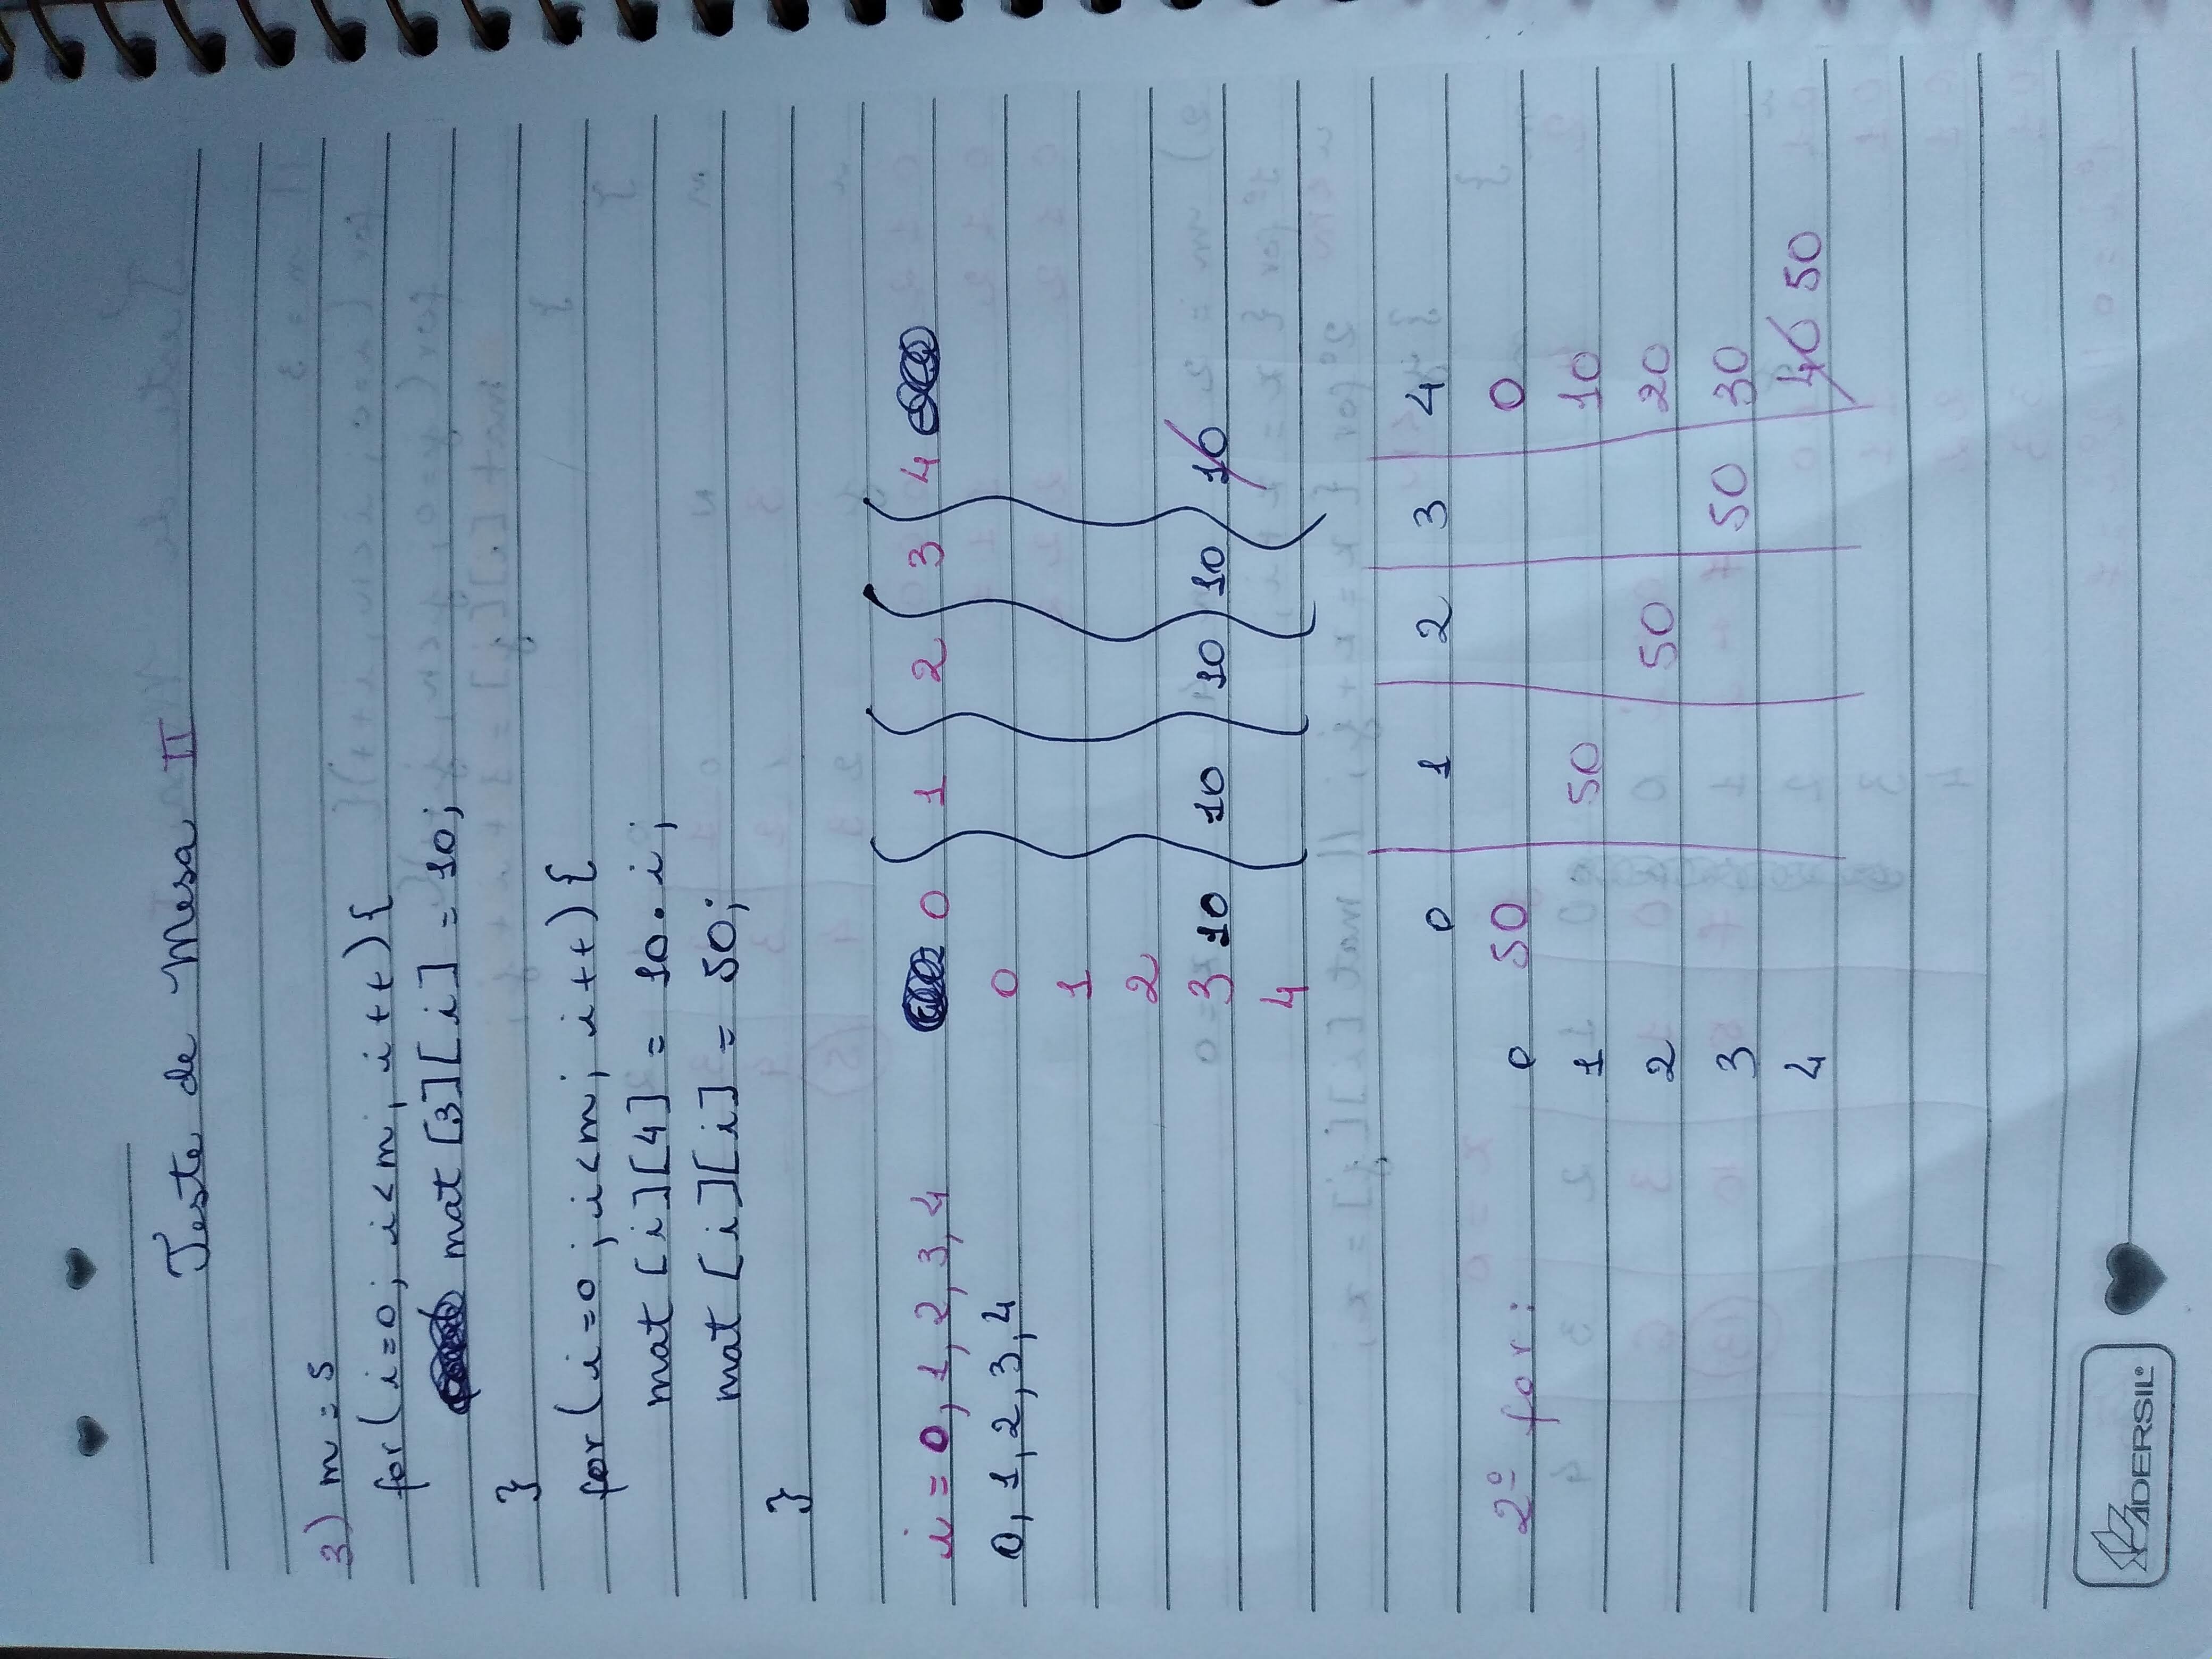 Teste de Mesa II
3) m = 5
for (i=0; i<m; i++){
mat [3][i] = 10;
}
for (i=0; i<m; i++){
mat [i][4] = 10 • i;
mat [i][i] = 50;
}
i = 0, 1, 2, 3, 4 0 1 2 3 4
0, 1, 2, 3, 4 0
1
2
3 10 10 10 10 10
4
0 1 2 3 4
2º for: 0 50 0
1 50 10
2 50 20
3 50 30
4 40 50
ADERSIL